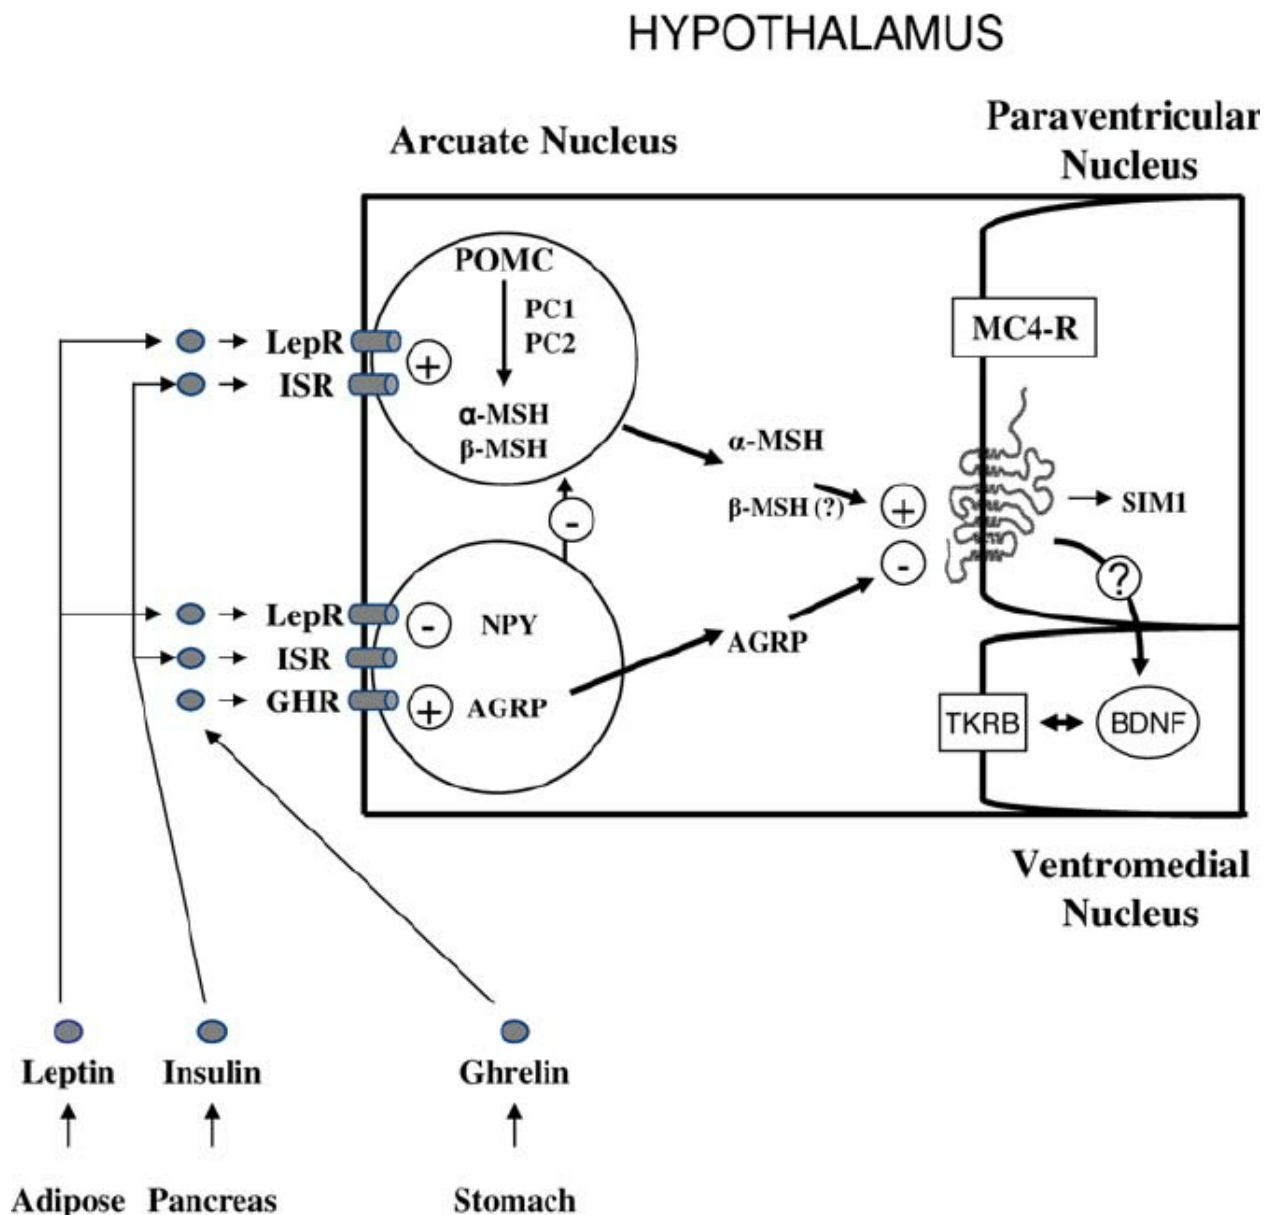 HYPOTHALAMUS
Arcuate Nucleus
Paraventricular
Nucleus
POMC
PC1
PC2
α-MSH
β-MSH
LepR
ISR
+
MC4-R
α-MSH
β-MSH (?)
+
-
SIM1
?
-
LepR
ISR
GHR
-
NPY
+
AGRP
AGRP
TKRB
BDNF
Ventromedial
Nucleus
Leptin
Insulin
Ghrelin
Adipose
Pancreas
Stomach